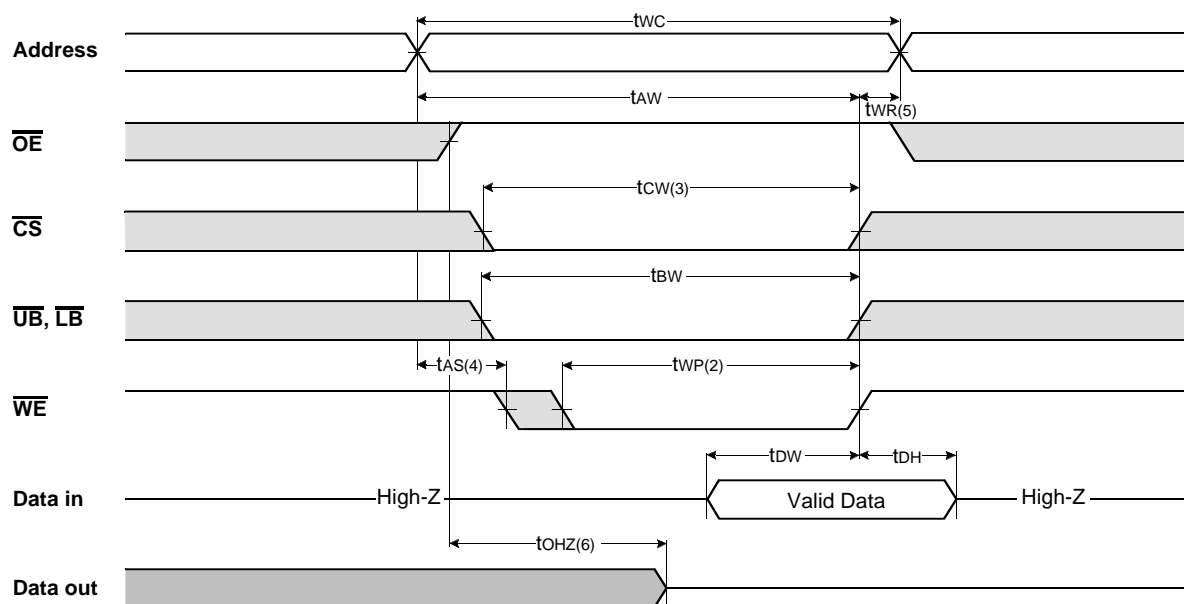 tWC
Address
tAW
tWR(5)
OE
tCW(3)
CS
tBW
UB, LB
tAS(4)
tWP(2)
WE
tDW
tDH
Data in
High-Z
Valid Data
High-Z
tOHZ(6)
Data out